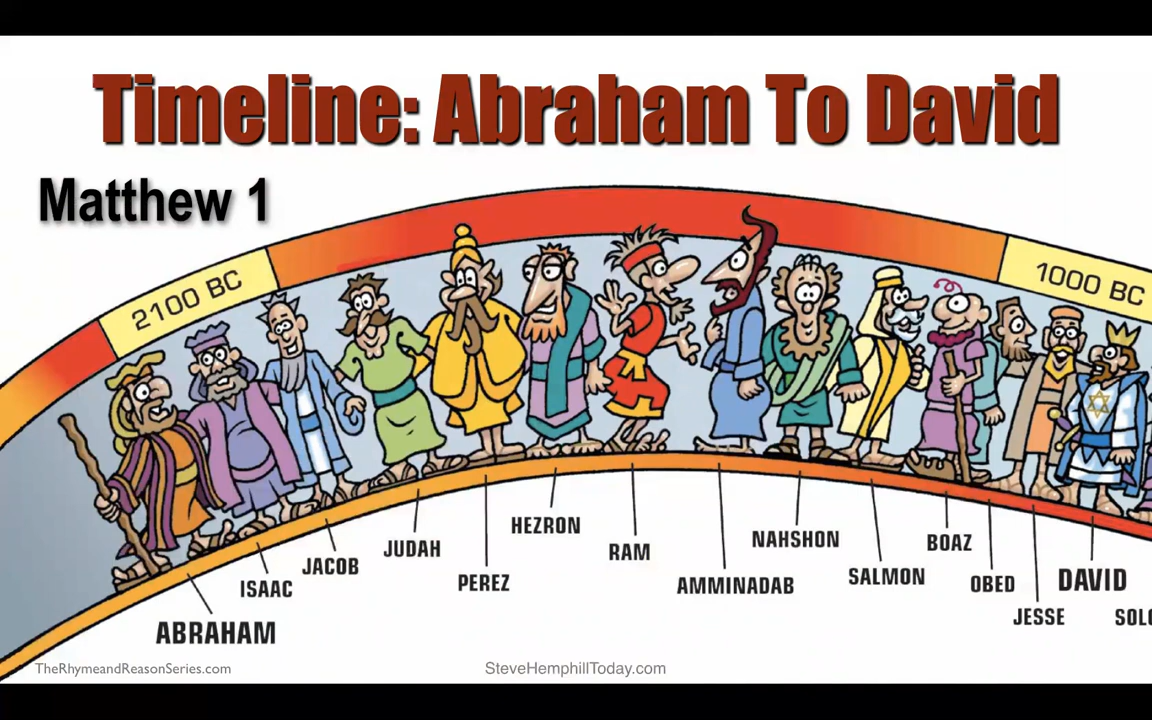 Timeline: Abraham To David
Matthew 1
2100 BC
1000 BC
ABRAHAM
ISAAC
JACOB
JUDAH
PEREZ
HEZRON
RAM
AMMINADAB
NAHSHON
SALMON
BOAZ
OBED
JESSE
DAVID
SOLO
TheRhymeandReasonSeries.com
SteveHemphillToday.com